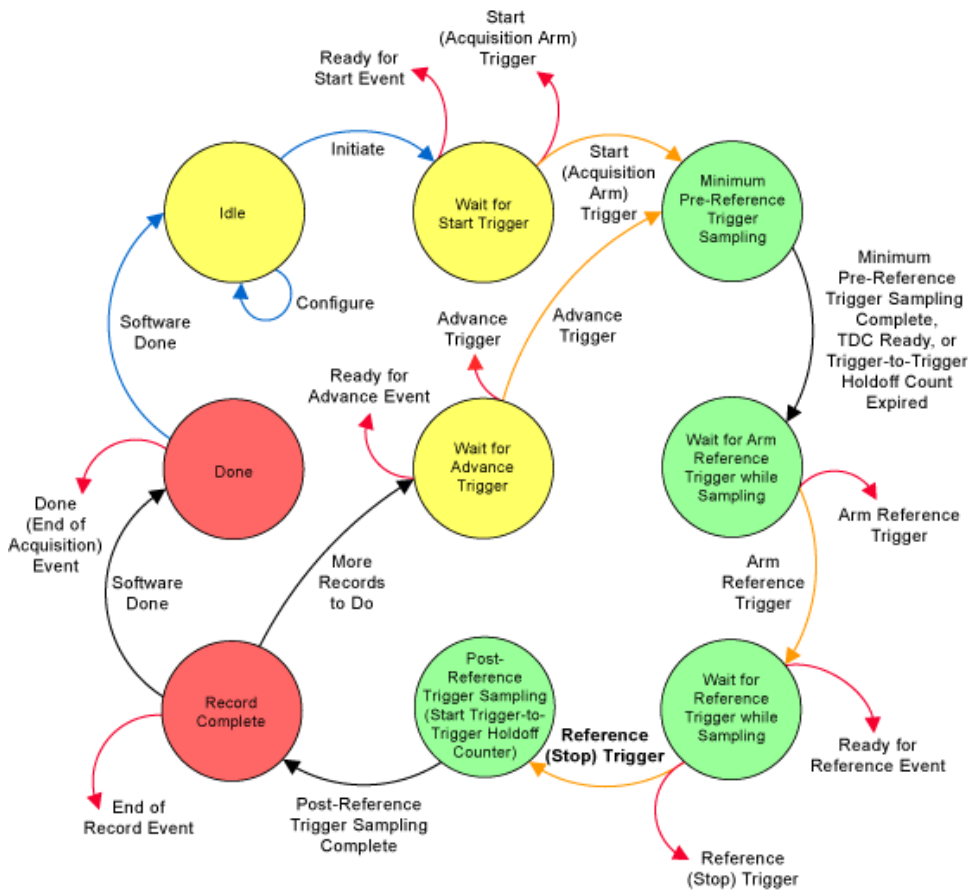 Start
(Acquisition Arm)
Trigger
Ready for
Start Event
Initiate
Start
(Acquisition
Arm)
Trigger
Idle
Wait for
Start Trigger
Minimum
Pre-Reference
Trigger
Sampling
Configure
Minimum
Pre-Reference
Trigger Sampling
Complete,
TDC Ready, or
Trigger-to-Trigger
Holdoff Count
Expired
Software
Done
Advance
Trigger
Advance
Trigger
Ready for
Advance Event
Done
Wait for
Advance
Trigger
Wait for Arm
Reference
Trigger while
Sampling
Done
(End of
Acquisition)
Event
Arm Reference
Trigger
Software
Done
More
Records
to Do
Arm
Reference
Trigger
Record
Complete
Post-
Reference
Trigger Sampling
(Start Trigger-to-
Trigger Holdoff
Counter)
Wait for
Reference
Trigger while
Sampling
Reference
(Stop) Trigger
Ready for
Reference Event
End of
Record Event
Post-Reference
Trigger Sampling
Complete
Reference
(Stop) Trigger